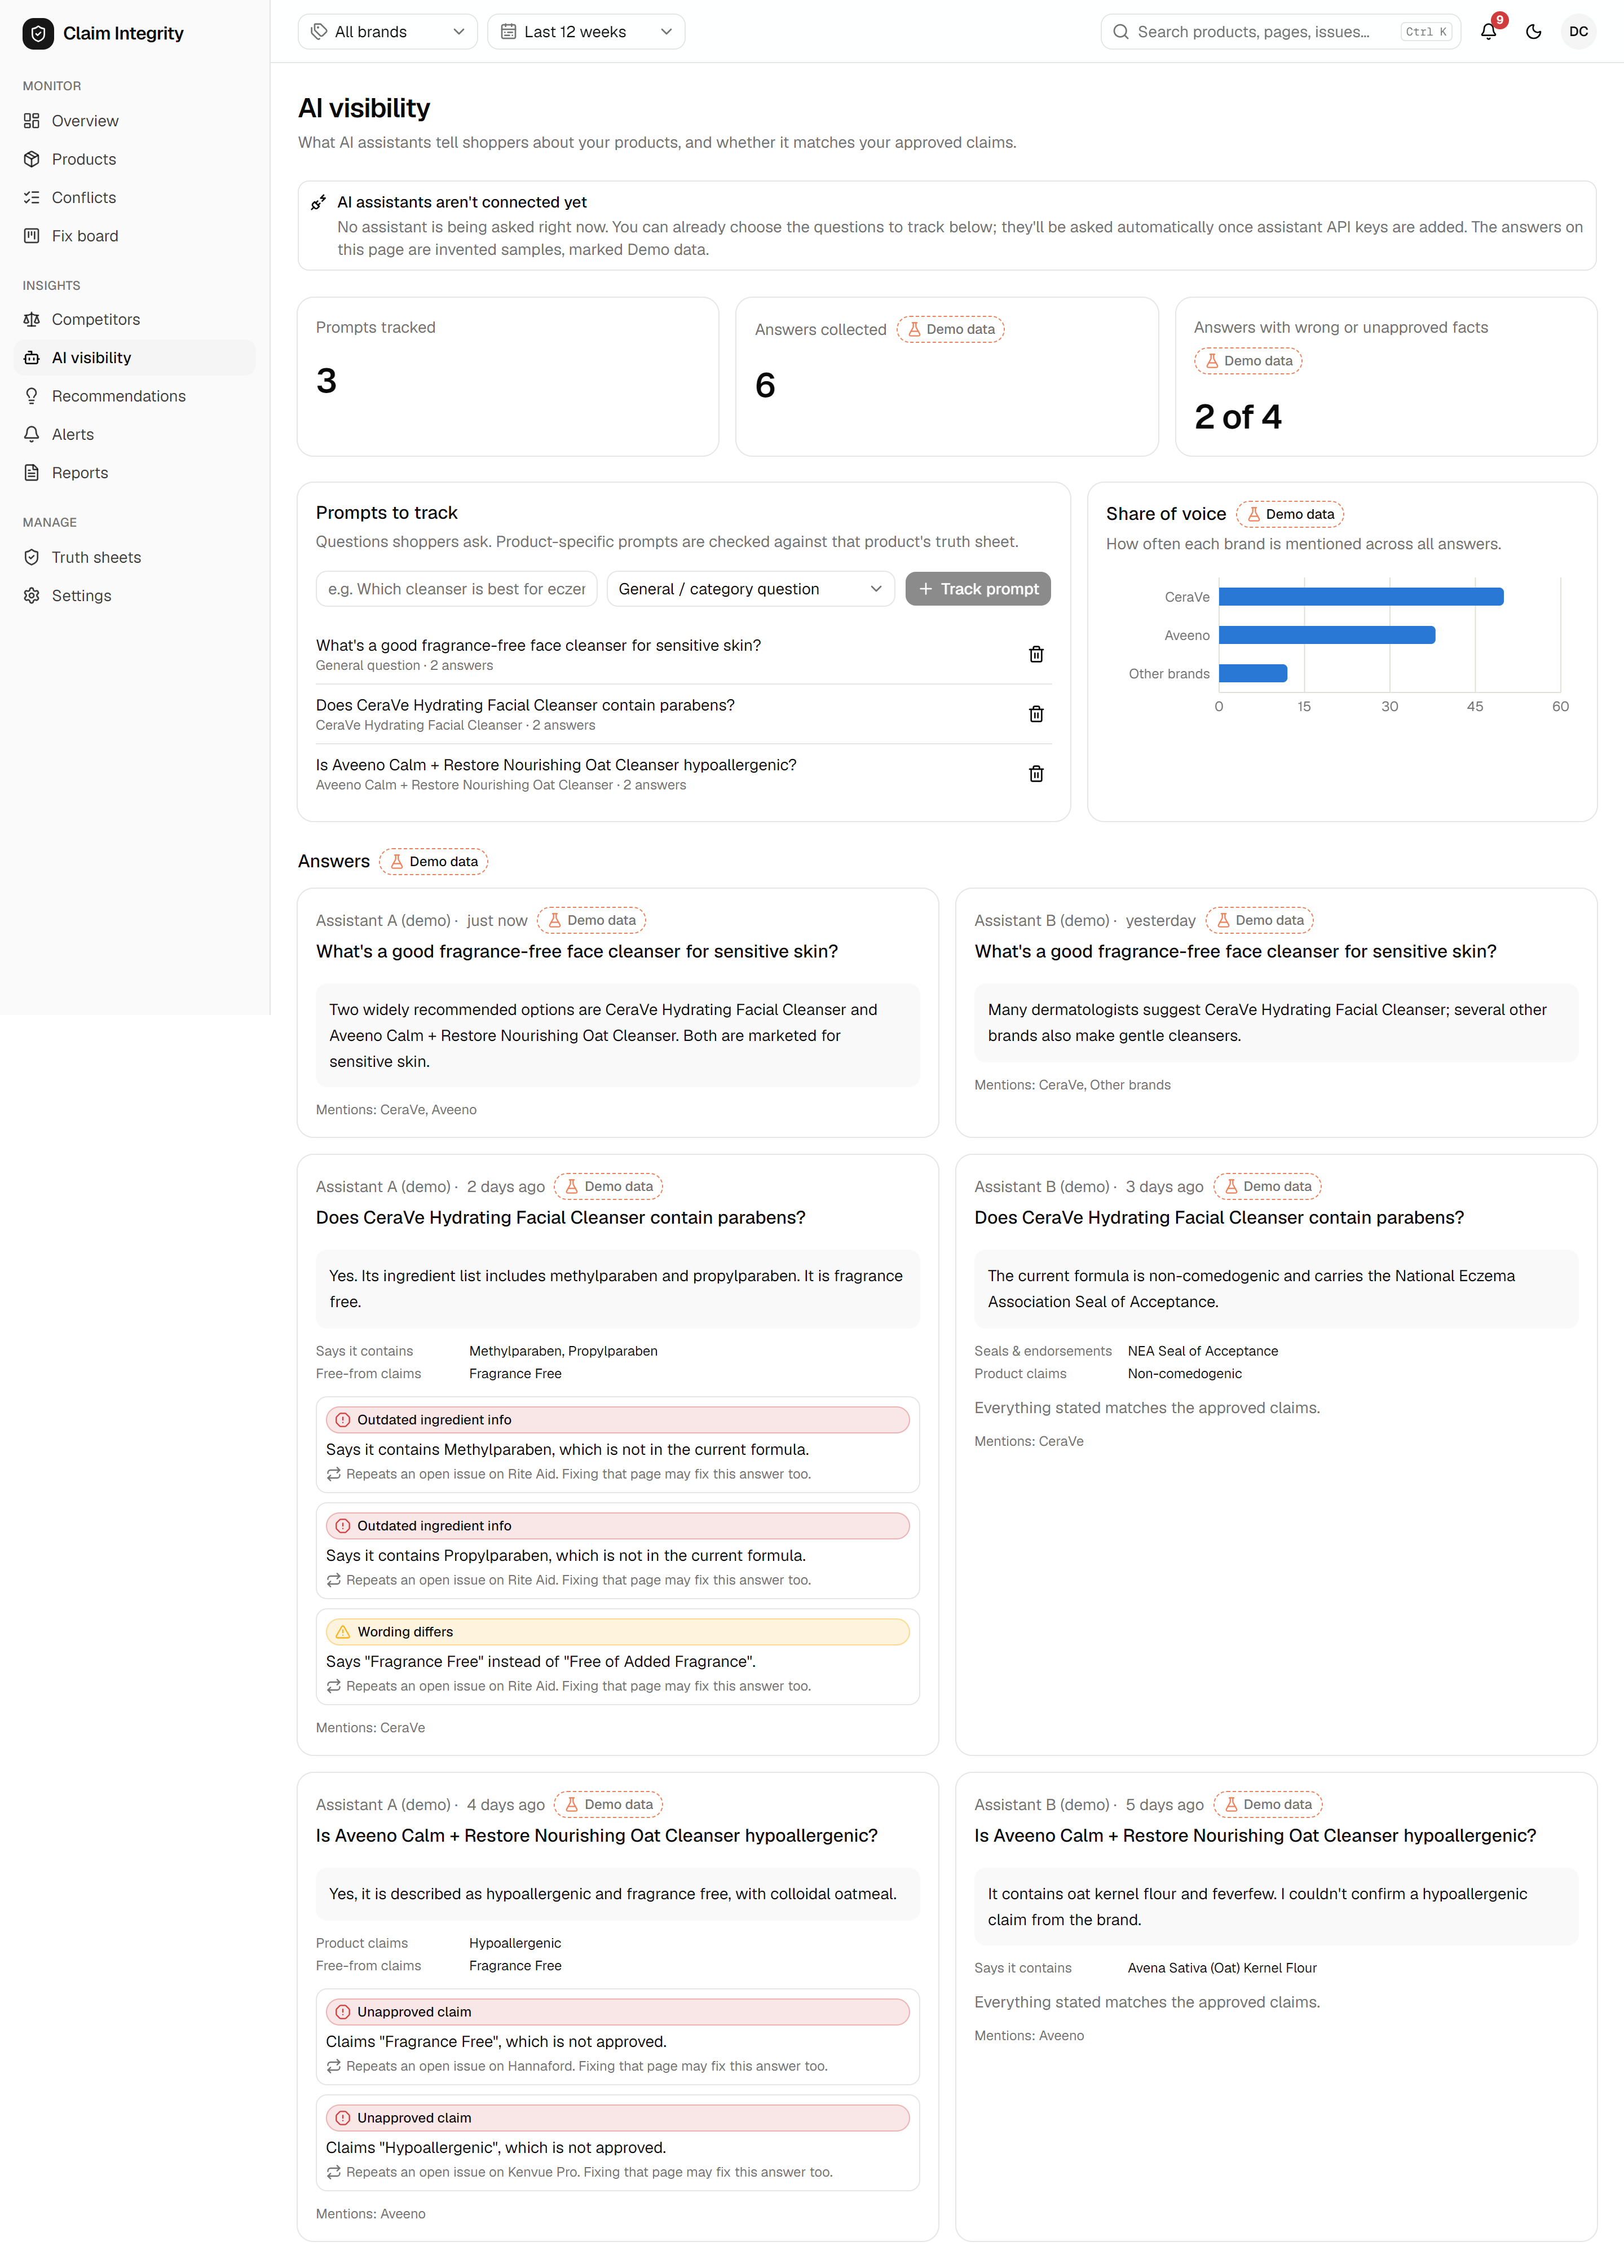 Claim Integrity
MONITOR
Overview
Products
Conflicts
Fix board
INSIGHTS
Competitors
AI visibility
Recommendations
Alerts
Reports
MANAGE
Truth sheets
Settings
All brands
Last 12 weeks
Search products, pages, issues...
Ctrl K
9
DC
AI visibility
What AI assistants tell shoppers about your products, and whether it matches your approved claims.
AI assistants aren't connected yet
No assistant is being asked right now. You can already choose the questions to track below; they'll be asked automatically once assistant API keys are added. The answers on
this page are invented samples, marked Demo data.
Prompts tracked
3
Answers collected Demo data
6
Answers with wrong or unapproved facts
Demo data
2 of 4
Prompts to track
Questions shoppers ask. Product-specific prompts are checked against that product's truth sheet.
e.g. Which cleanser is best for eczer
General / category question
Track prompt
What's a good fragrance-free face cleanser for sensitive skin?
General question · 2 answers
Does CeraVe Hydrating Facial Cleanser contain parabens?
CeraVe Hydrating Facial Cleanser · 2 answers
Is Aveeno Calm + Restore Nourishing Oat Cleanser hypoallergenic?
Aveeno Calm + Restore Nourishing Oat Cleanser · 2 answers
Share of voice Demo data
How often each brand is mentioned across all answers.
CeraVe
Aveeno
Other brands
0 15 30 45 60
Answers Demo data
Assistant A (demo) · just now Demo data
What's a good fragrance-free face cleanser for sensitive skin?
Two widely recommended options are CeraVe Hydrating Facial Cleanser and
Aveeno Calm + Restore Nourishing Oat Cleanser. Both are marketed for
sensitive skin.
Mentions: CeraVe, Aveeno
Assistant B (demo) · yesterday Demo data
What's a good fragrance-free face cleanser for sensitive skin?
Many dermatologists suggest CeraVe Hydrating Facial Cleanser; several other
brands also make gentle cleansers.
Mentions: CeraVe, Other brands
Assistant A (demo) · 2 days ago Demo data
Does CeraVe Hydrating Facial Cleanser contain parabens?
Yes. Its ingredient list includes methylparaben and propylparaben. It is fragrance
free.
Says it contains Methylparaben, Propylparaben
Free-from claims Fragrance Free
Outdated ingredient info
Says it contains Methylparaben, which is not in the current formula.
Repeats an open issue on Rite Aid. Fixing that page may fix this answer too.
Outdated ingredient info
Says it contains Propylparaben, which is not in the current formula.
Repeats an open issue on Rite Aid. Fixing that page may fix this answer too.
Wording differs
Says "Fragrance Free" instead of "Free of Added Fragrance".
Repeats an open issue on Rite Aid. Fixing that page may fix this answer too.
Mentions: CeraVe
Assistant B (demo) · 3 days ago Demo data
Does CeraVe Hydrating Facial Cleanser contain parabens?
The current formula is non-comedogenic and carries the National Eczema
Association Seal of Acceptance.
Seals & endorsements NEA Seal of Acceptance
Product claims Non-comedogenic
Everything stated matches the approved claims.
Mentions: CeraVe
Assistant A (demo) · 4 days ago Demo data
Is Aveeno Calm + Restore Nourishing Oat Cleanser hypoallergenic?
Yes, it is described as hypoallergenic and fragrance free, with colloidal oatmeal.
Product claims Hypoallergenic
Free-from claims Fragrance Free
Unapproved claim
Claims "Fragrance Free", which is not approved.
Repeats an open issue on Hannaford. Fixing that page may fix this answer too.
Unapproved claim
Claims "Hypoallergenic", which is not approved.
Repeats an open issue on Kenvue Pro. Fixing that page may fix this answer too.
Mentions: Aveeno
Assistant B (demo) · 5 days ago Demo data
Is Aveeno Calm + Restore Nourishing Oat Cleanser hypoallergenic?
It contains oat kernel flour and feverfew. I couldn't confirm a hypoallergenic
claim from the brand.
Says it contains Avena Sativa (Oat) Kernel Flour
Everything stated matches the approved claims.
Mentions: Aveeno